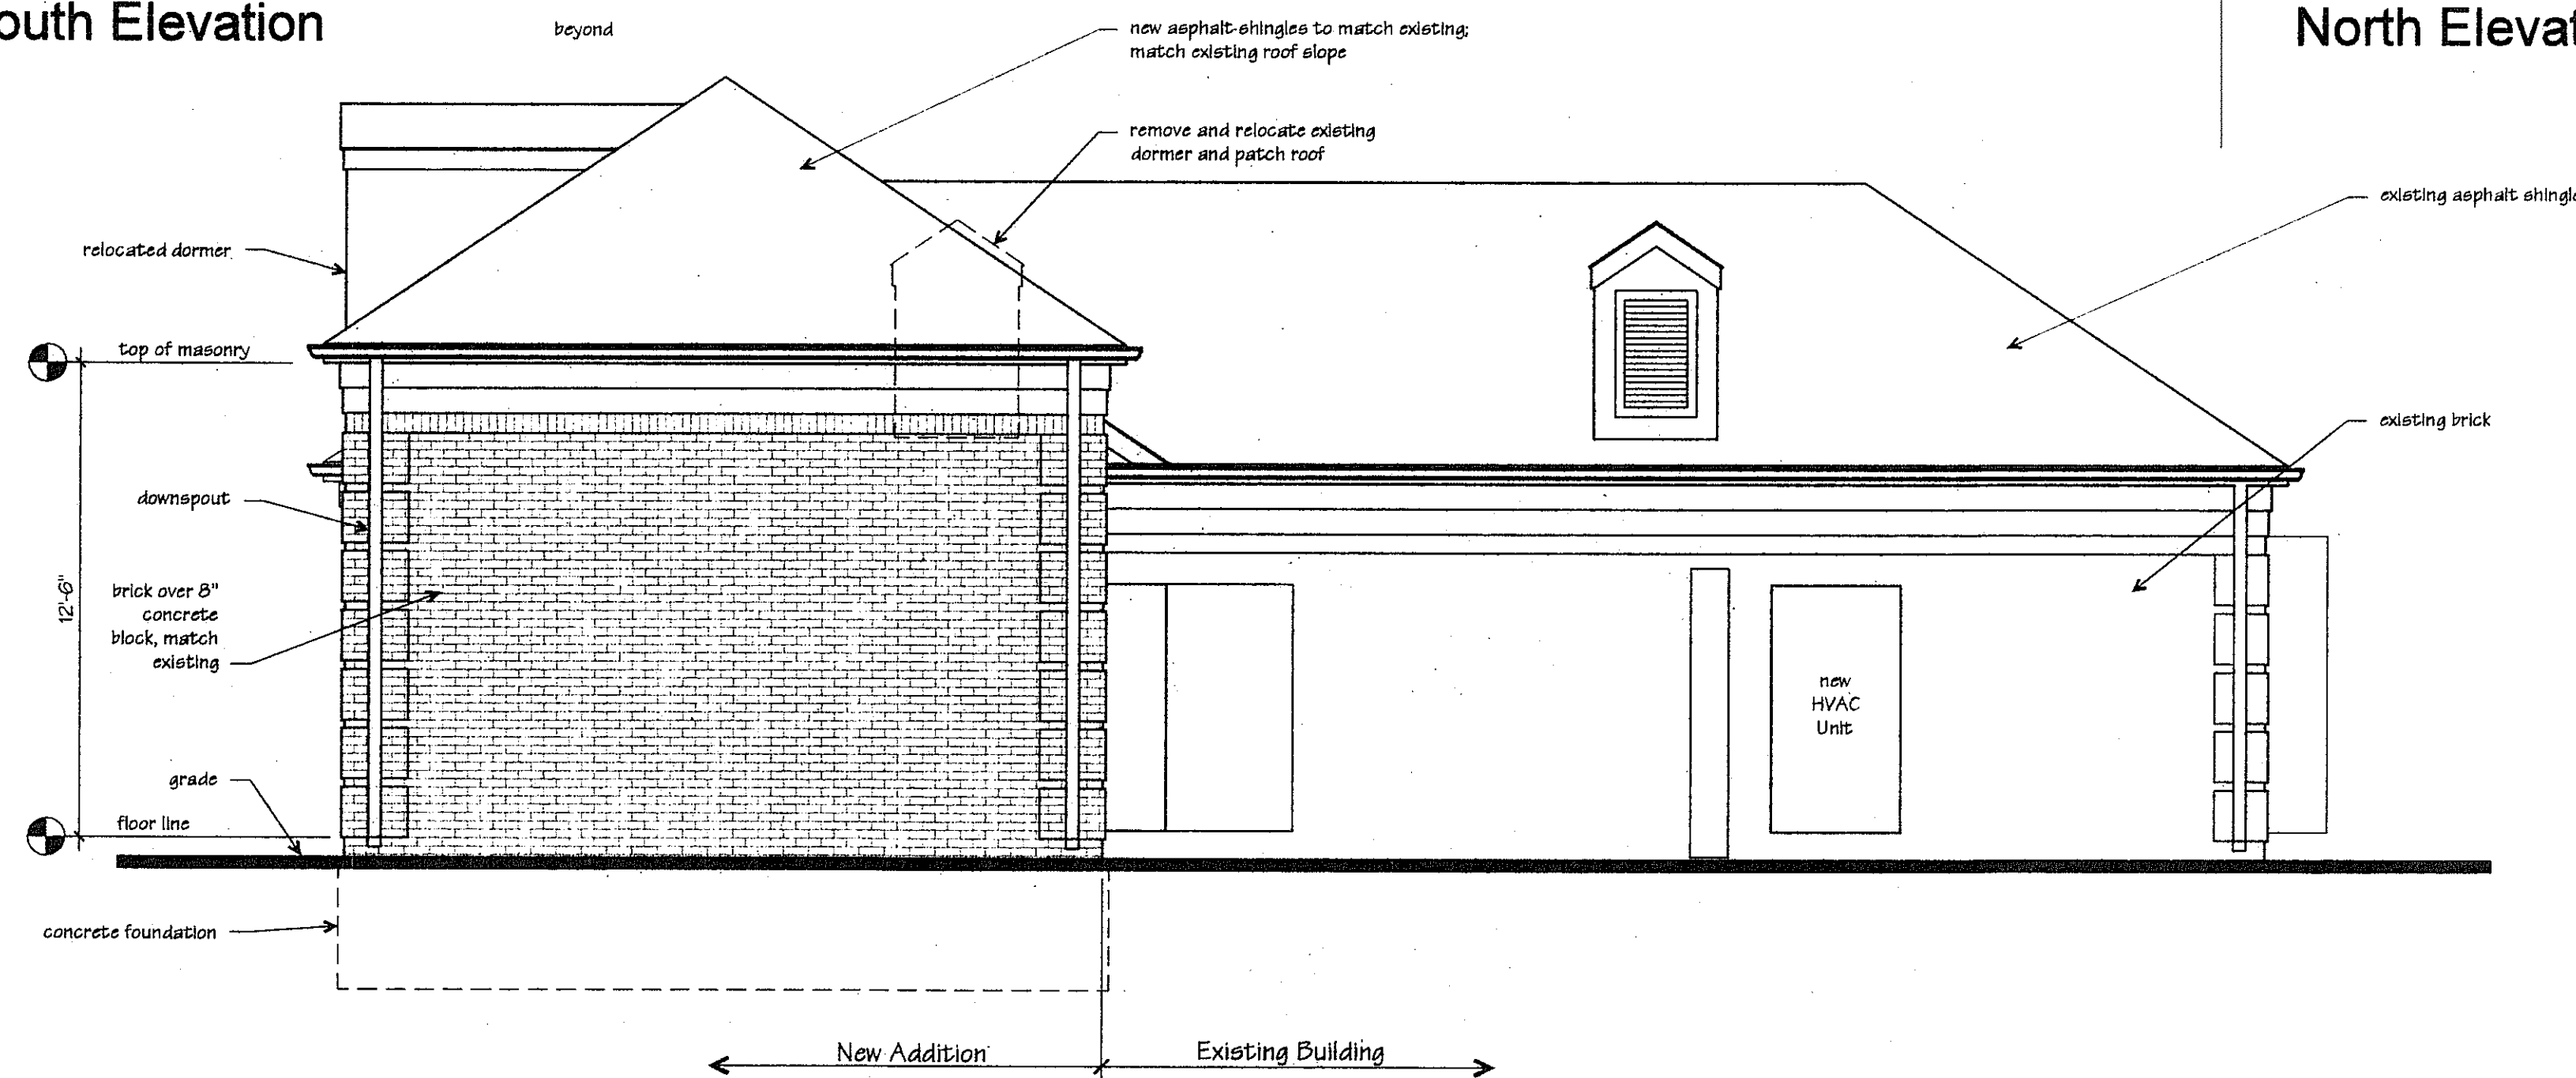 outh Elevation
beyond
new asphalt shingles to match existing;
match existing roof slope
North Elevat
remove and relocate existing
dormer and patch roof
existing asphalt shingle
relocated dormer
top of masonry
existing brick
downspout
12'-6"
brick over 8"
concrete
block, match
existing
new
HVAC
Unit
grade
floor line
concrete foundation
New Addition
Existing Building